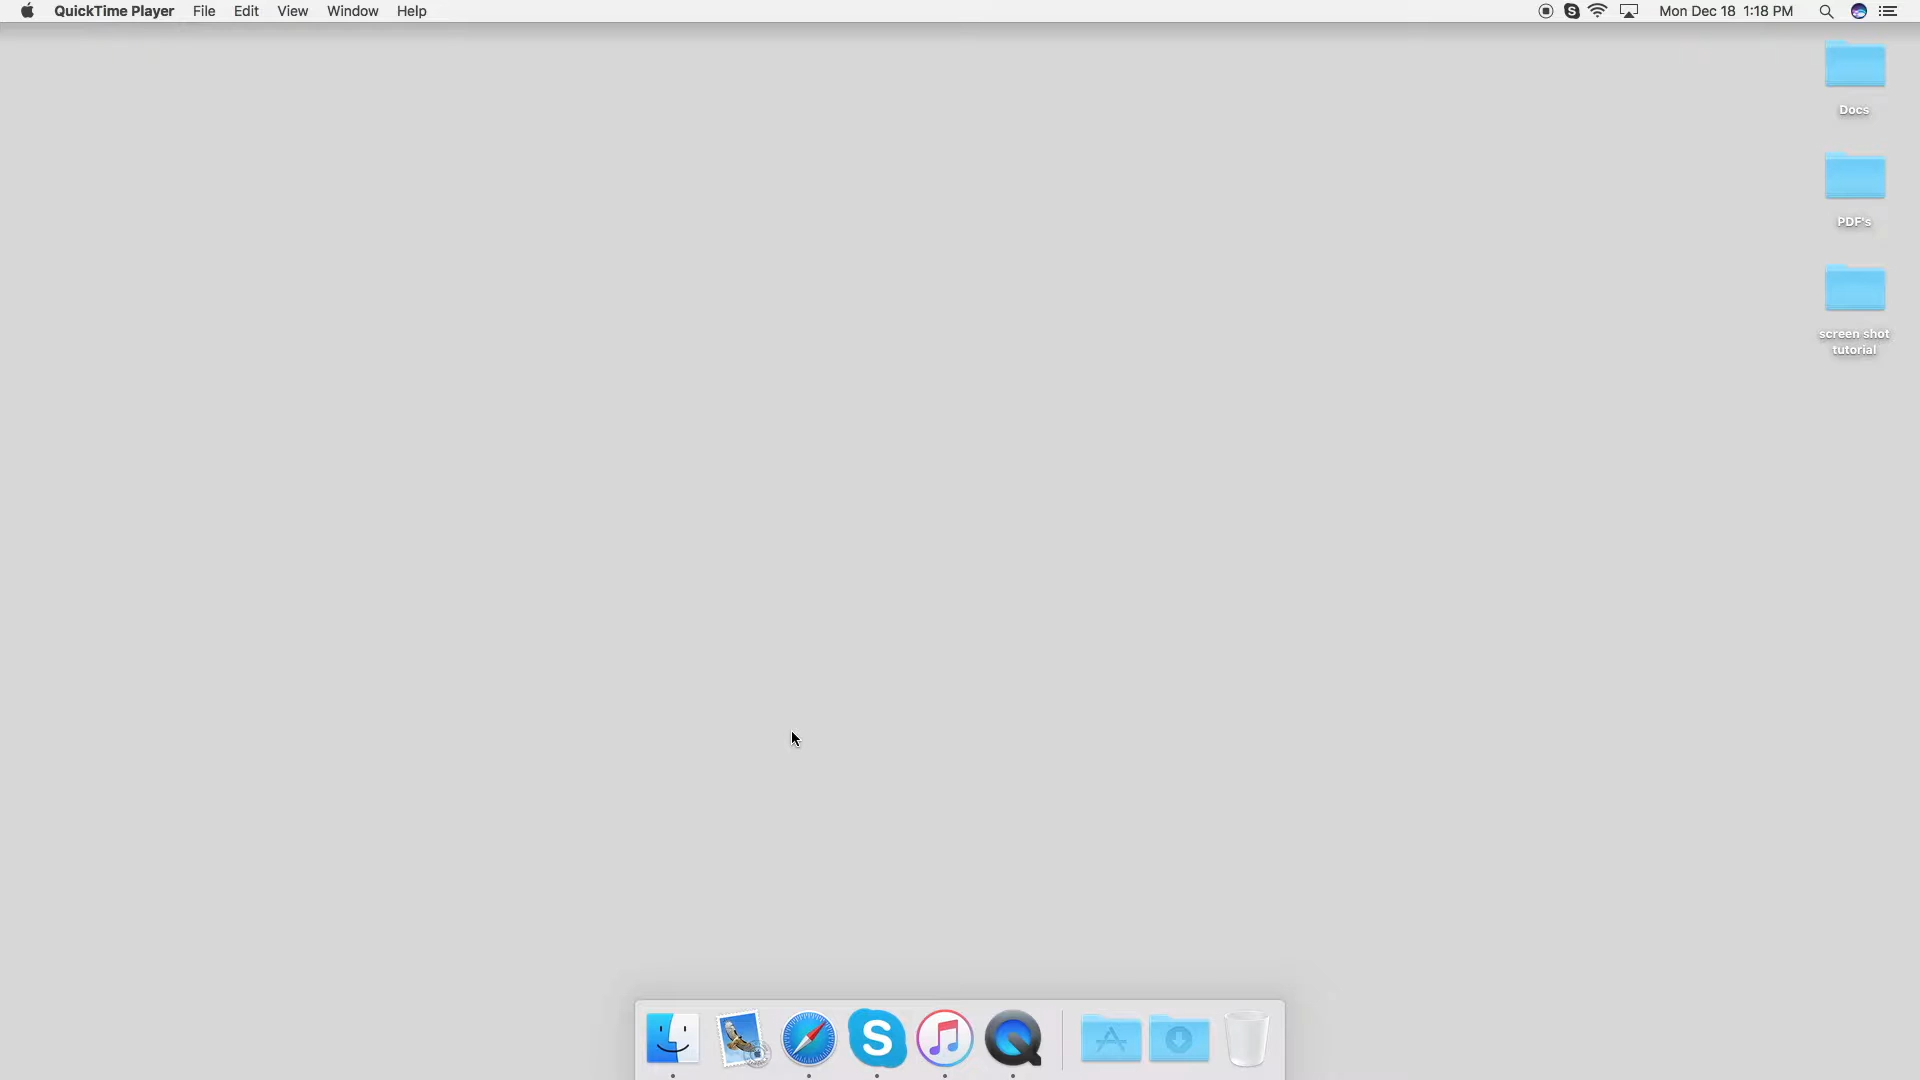 QuickTime Player File Edit View Window Help Mon Dec 18 1:18 PM
Docs
PDF's
screen shot
tutorial